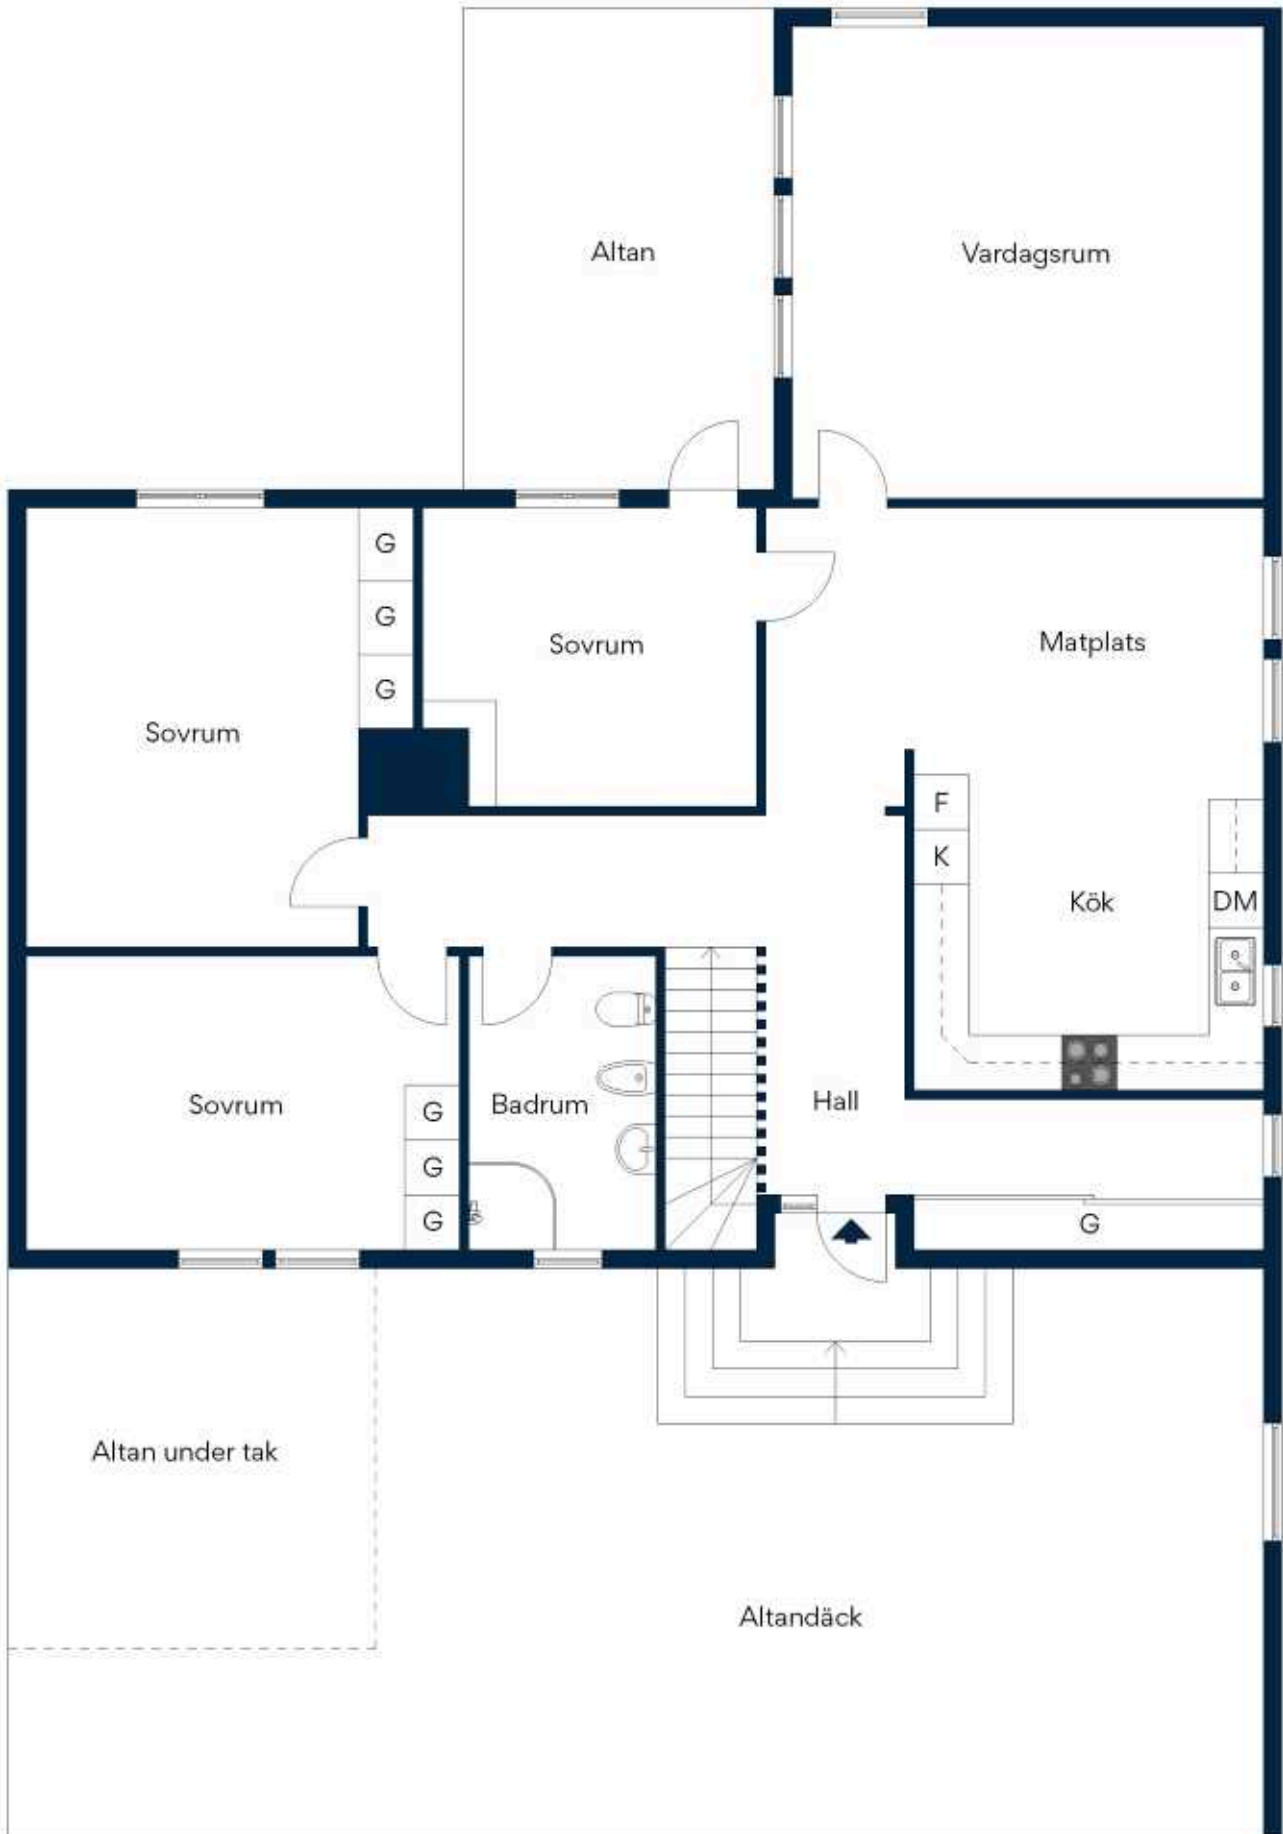 Altan
Vardagsrum
G
G
G
Sovrum
Sovrum
Matplats
F
K
Kök
DM
Sovrum
G
G
G
Badrum
Hall
G
Altan under tak
Altandäck